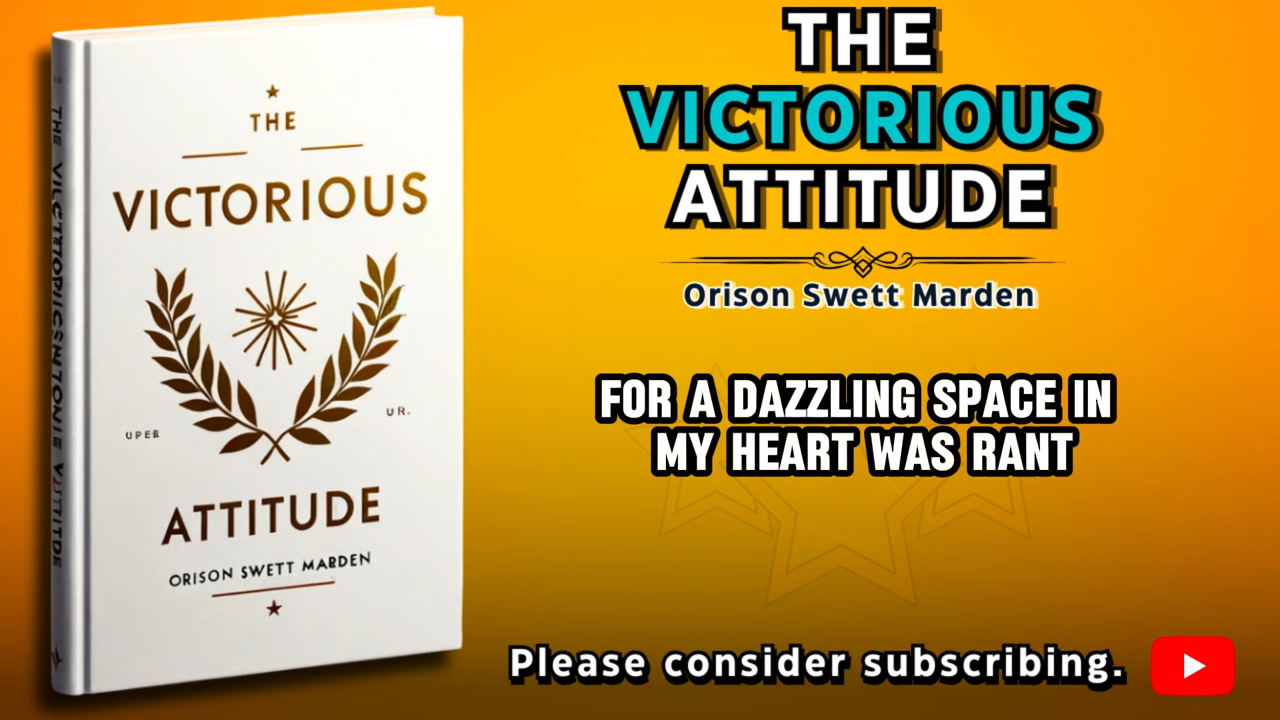 THE
VICTORIOUS
ATTITUDE
ORISON SWETT MARDEN
UPER
UR.
THE
VICTORIOUS
ATTITUDE
Orison Swett Marden
FOR A DAZZLING SPACE IN
MY HEART WAS RANT
Please consider subscribing.